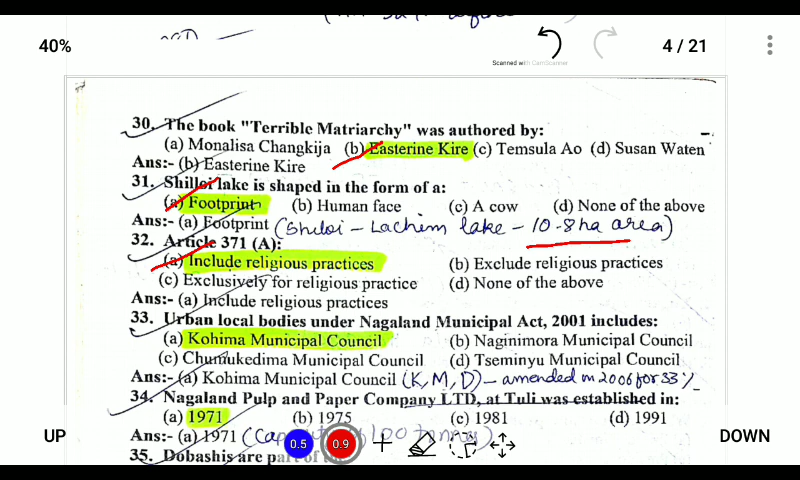 40%
Scanned with CamScanner
4 / 21
30. The book "Terrible Matriarchy" was authored by:
(a) Monalisa Changkija (b) Easterine Kire (c) Temsula Ao (d) Susan Waten
Ans:- (b) Easterine Kire
31. Shilloi lake is shaped in the form of a:
(a) Footprint (b) Human face (c) A cow (d) None of the above
Ans:- (a) Footprint (Shiloi - Lachem lake - 10.8 ha area)
32. Article 371 (A):
(a) Include religious practices (b) Exclude religious practices
(c) Exclusively for religious practice (d) None of the above
Ans:- (a) Include religious practices
33. Urban local bodies under Nagaland Municipal Act, 2001 includes:
(a) Kohima Municipal Council (b) Naginimora Municipal Council
(c) Chumukedima Municipal Council (d) Tseminyu Municipal Council
Ans:- (a) Kohima Municipal Council (K, M, D) - amended in 2006 for 33%
34. Nagaland Pulp and Paper Company LTD, at Tuli was established in:
(a) 1971 (b) 1975 (c) 1981 (d) 1991
UP DOWN
Ans:- (a) 1971 0.5 0.9 100
35. Dobashis are part of